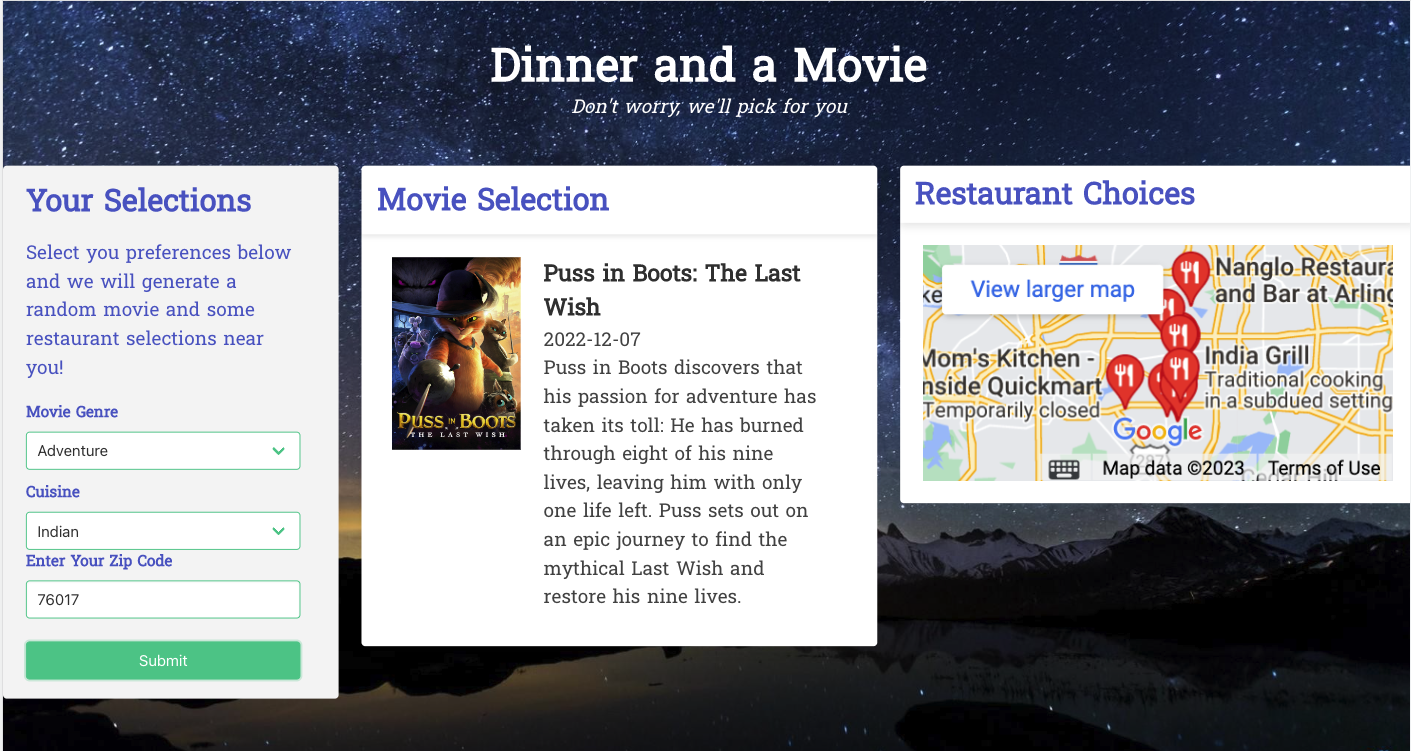 Dinner and a Movie
Don't worry, we'll pick for you
Your Selections
Select you preferences below
and we will generate a
random movie and some
restaurant selections near
you!
Movie Genre
Adventure
Cuisine
Indian
Enter Your Zip Code
76017
Submit
Movie Selection
PUSS IN BOOTS
THE LAST WISH
Puss in Boots: The Last
Wish
2022-12-07
Puss in Boots discovers that
his passion for adventure has
taken its toll: He has burned
through eight of his nine
lives, leaving him with only
one life left. Puss sets out on
an epic journey to find the
mythical Last Wish and
restore his nine lives.
Restaurant Choices
View larger map
Nanglo Restaura
and Bar at Arling
ke
Mom's Kitchen -
nside Quickmart
Temporarily closed
India Grill
Traditional cooking
in a subdued setting
Google
287
Map data ©2023
Terms of Use